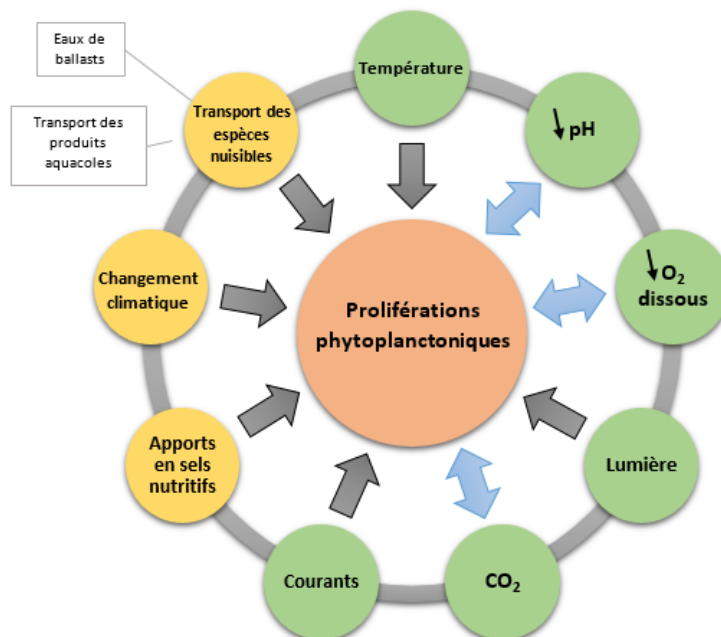 Eaux de
ballasts
Transport des
produits
aquacoles
Transport des
espèces
nuisibles
Température
↓ pH
↓ O₂
dissous
Changement
climatique
Proliférations
phytoplanctoniques
Apports
en sels
nutritifs
Lumière
Courants
CO₂